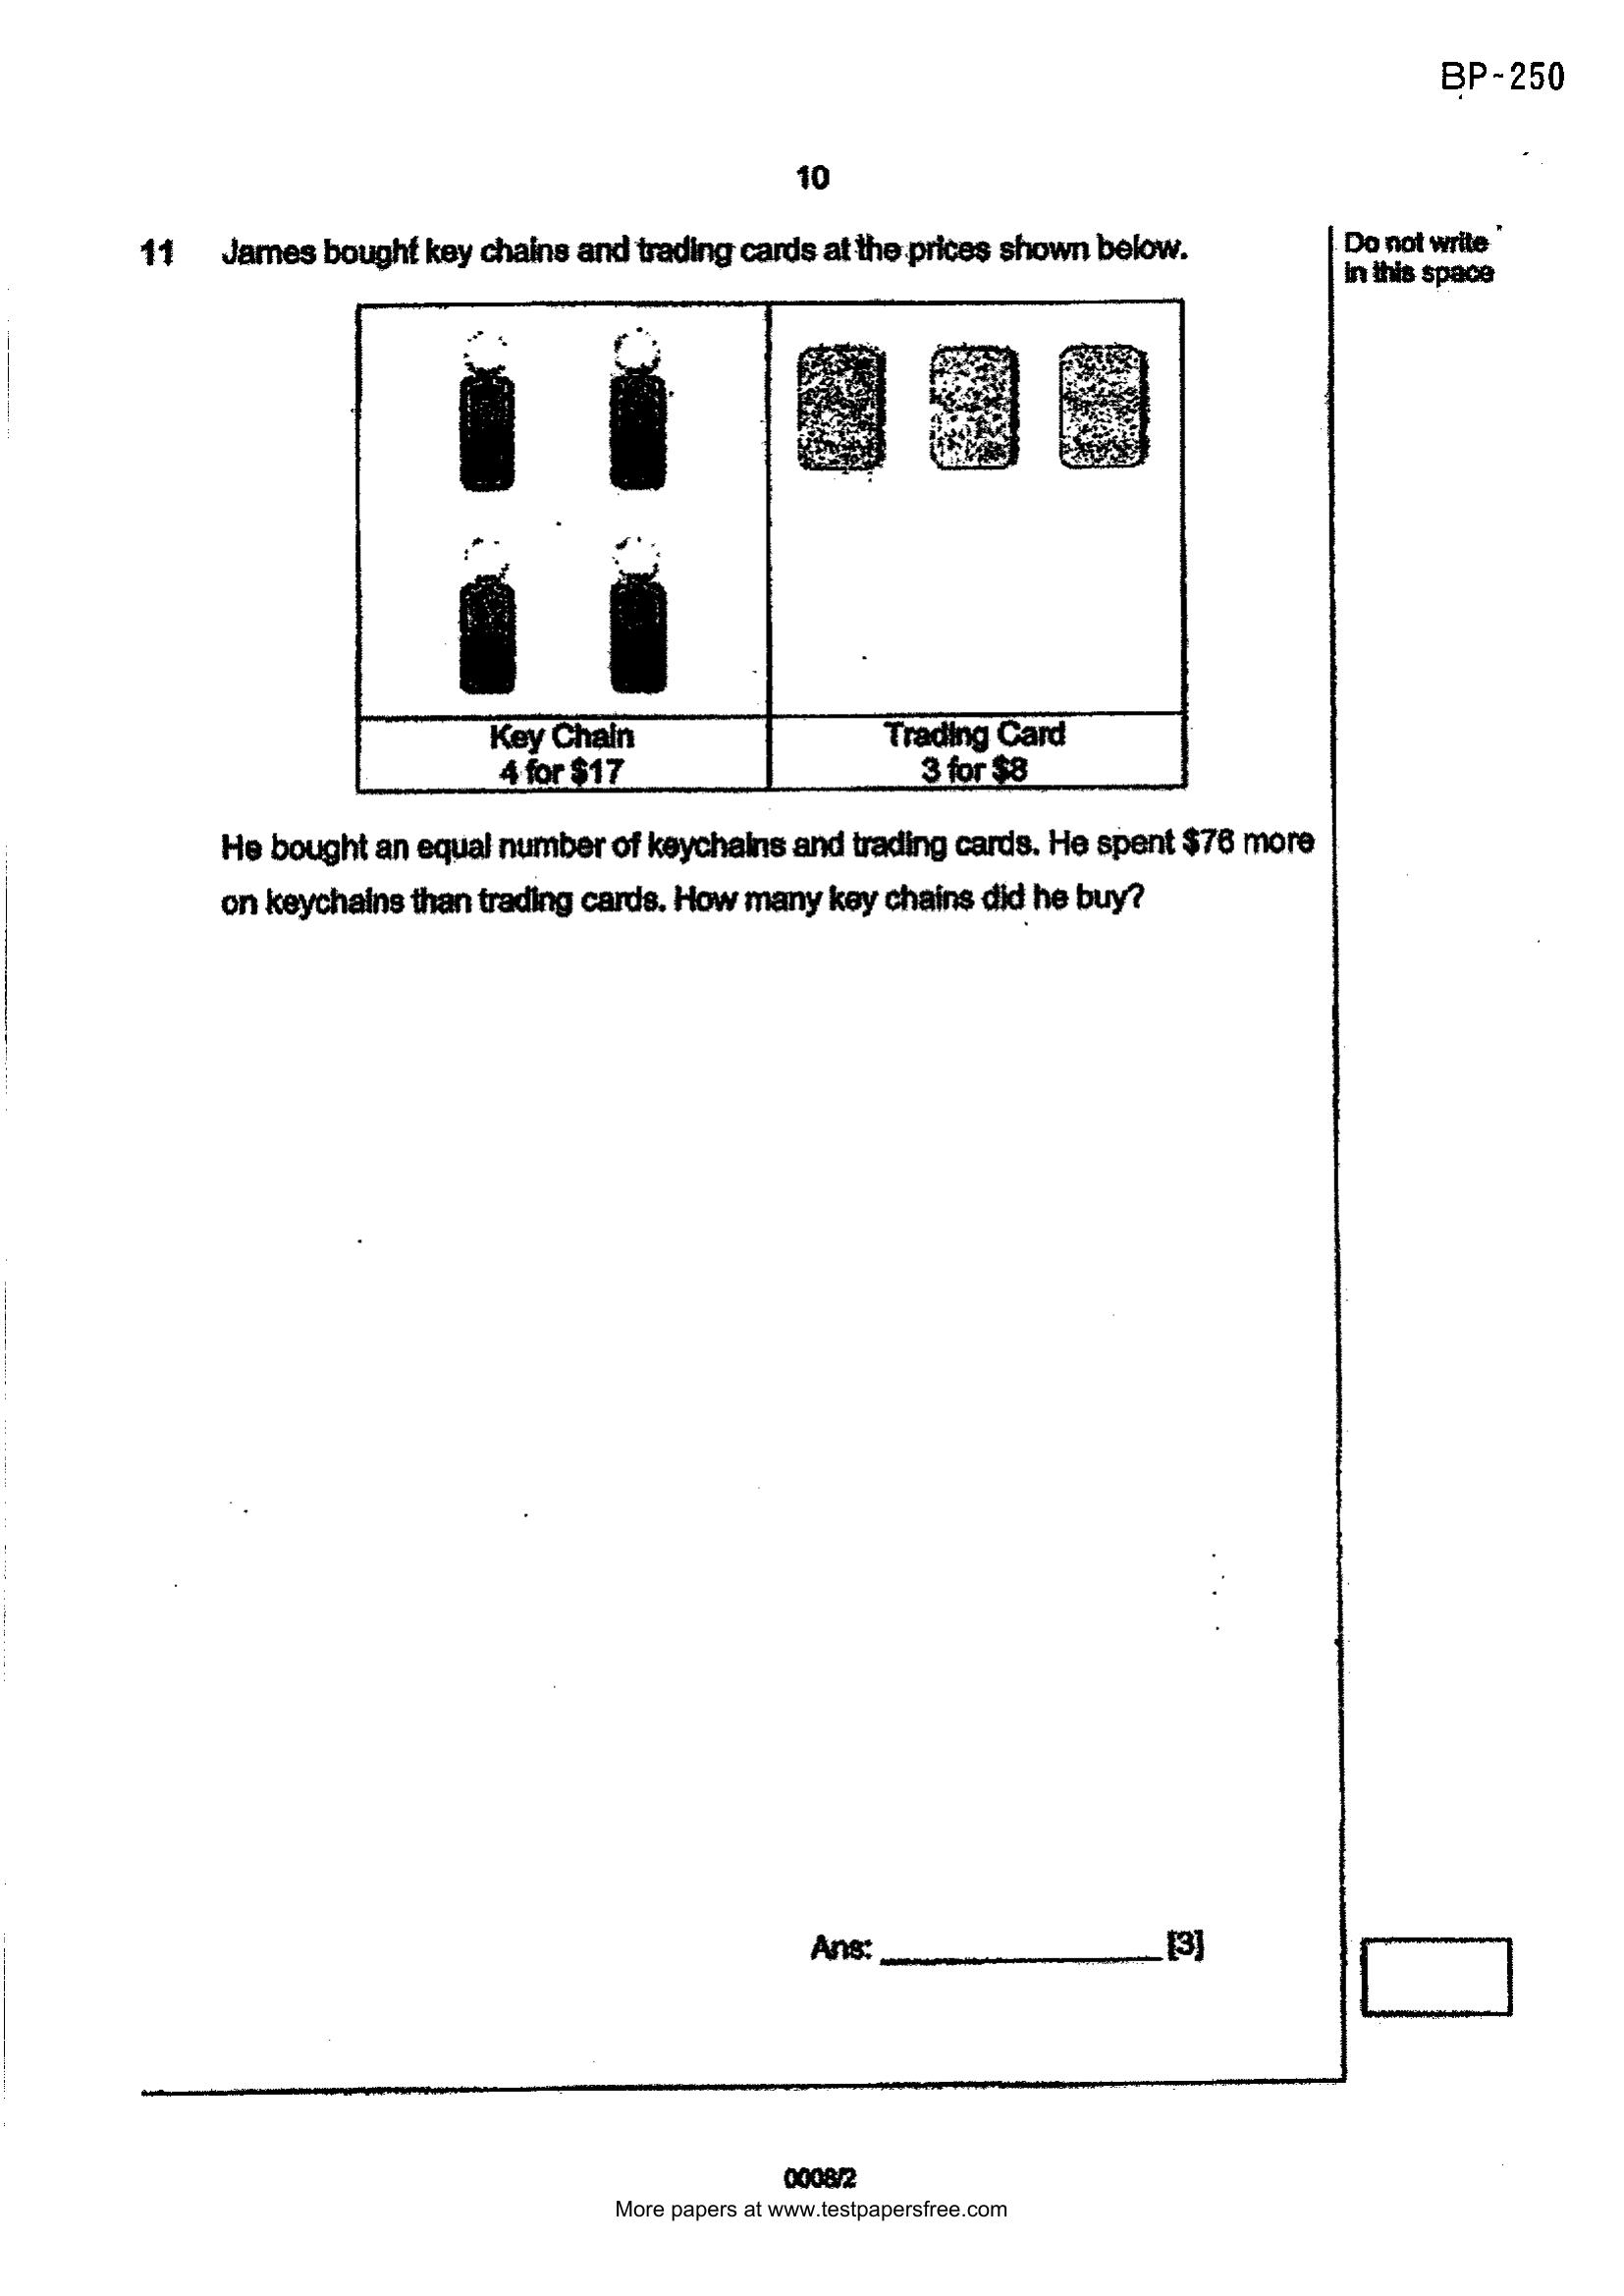 BP-250
10
11 James bought key chains and trading cards at the prices shown below.
Do not write
in this space
Key Chain
4 for $17
Trading Card
3 for $8
He bought an equal number of keychains and trading cards. He spent $76 more
on keychains than trading cards. How many key chains did he buy?
Ans: ____________________ [3]
0008/2
More papers at www.testpapersfree.com